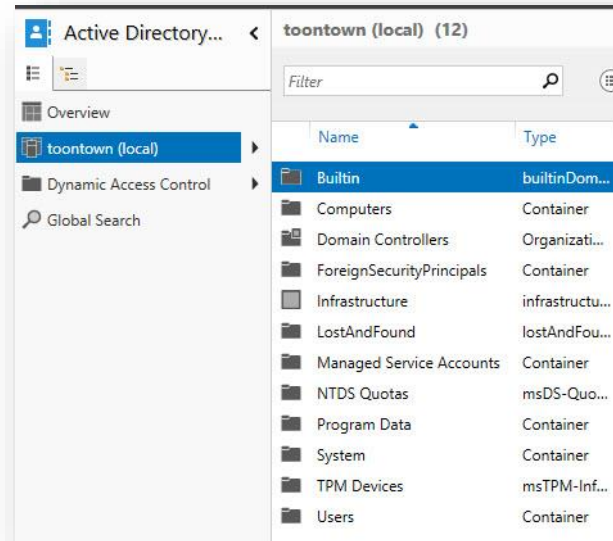 Active Directory...
toontown (local) (12)
Filter
Overview
toontown (local)
Dynamic Access Control
Global Search
Name Type
Builtin builtinDom...
Computers Container
Domain Controllers Organizati...
ForeignSecurityPrincipals Container
Infrastructure infrastructu...
LostAndFound lostAndFou...
Managed Service Accounts Container
NTDS Quotas msDS-Quo...
Program Data Container
System Container
TPM Devices msTPM-Inf...
Users Container